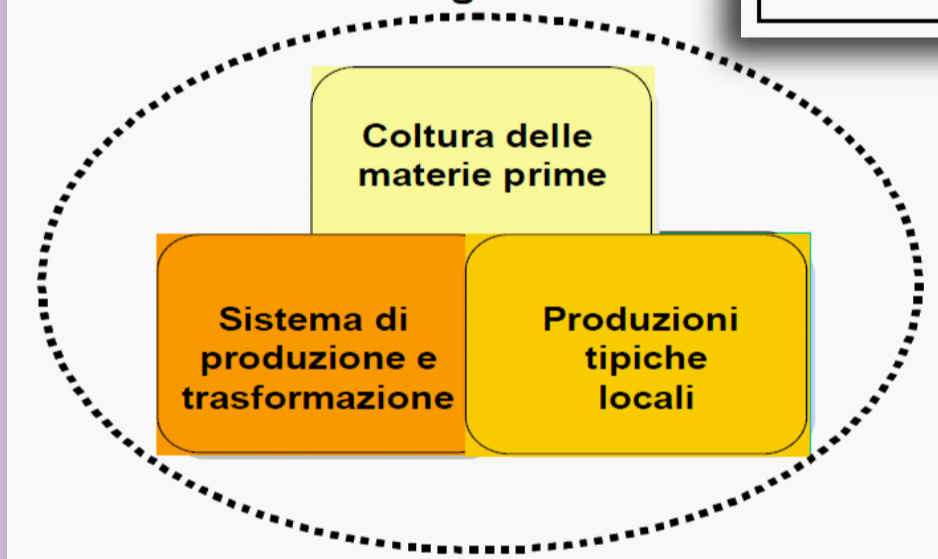 Coltura delle
materie prime
Sistema di
produzione e
trasformazione
Produzioni
tipiche
locali